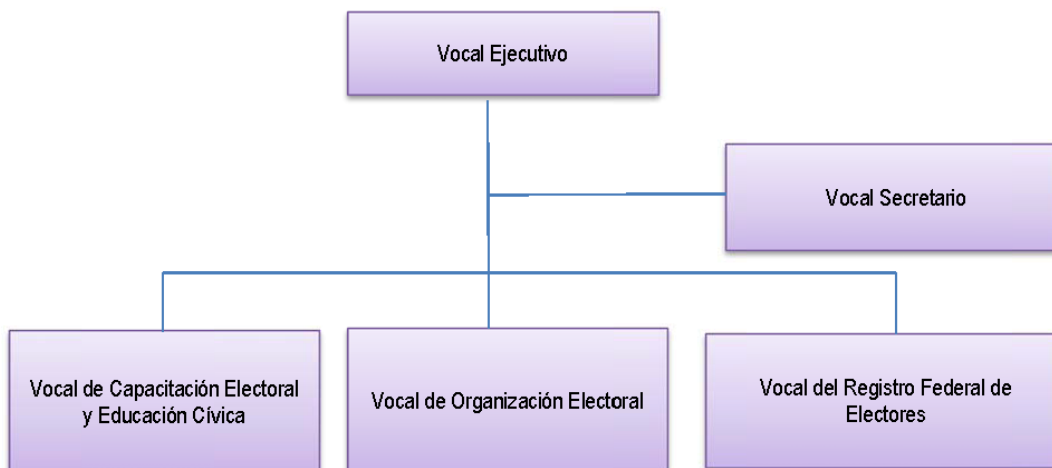 Vocal Ejecutivo
Vocal Secretario
Vocal de Capacitación Electoral
y Educación Cívica
Vocal de Organización Electoral
Vocal del Registro Federal de
Electores